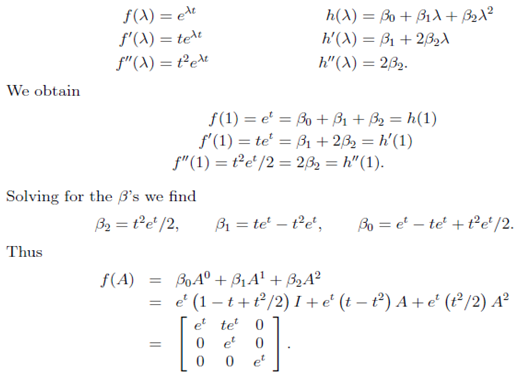 f(λ) = e^{λt}    h(λ) = β₀ + β₁λ + β₂λ²
f′(λ) = te^{λt}    h′(λ) = β₁ + 2β₂λ
f″(λ) = t²e^{λt}    h″(λ) = 2β₂.
We obtain
f(1) = e^t = β₀ + β₁ + β₂ = h(1)
f′(1) = te^t = β₁ + 2β₂ = h′(1)
f″(1) = t²e^t/2 = 2β₂ = h″(1).
Solving for the β's we find
β₂ = t²e^t/2,    β₁ = te^t − t²e^t,    β₀ = e^t − te^t + t²e^t/2.
Thus
f(A) = β₀A⁰ + β₁A¹ + β₂A²
= e^t (1 − t + t²/2) I + e^t (t − t²) A + e^t (t²/2) A²
= [ e^t te^t 0
0 e^t 0
0 0 e^t ] .